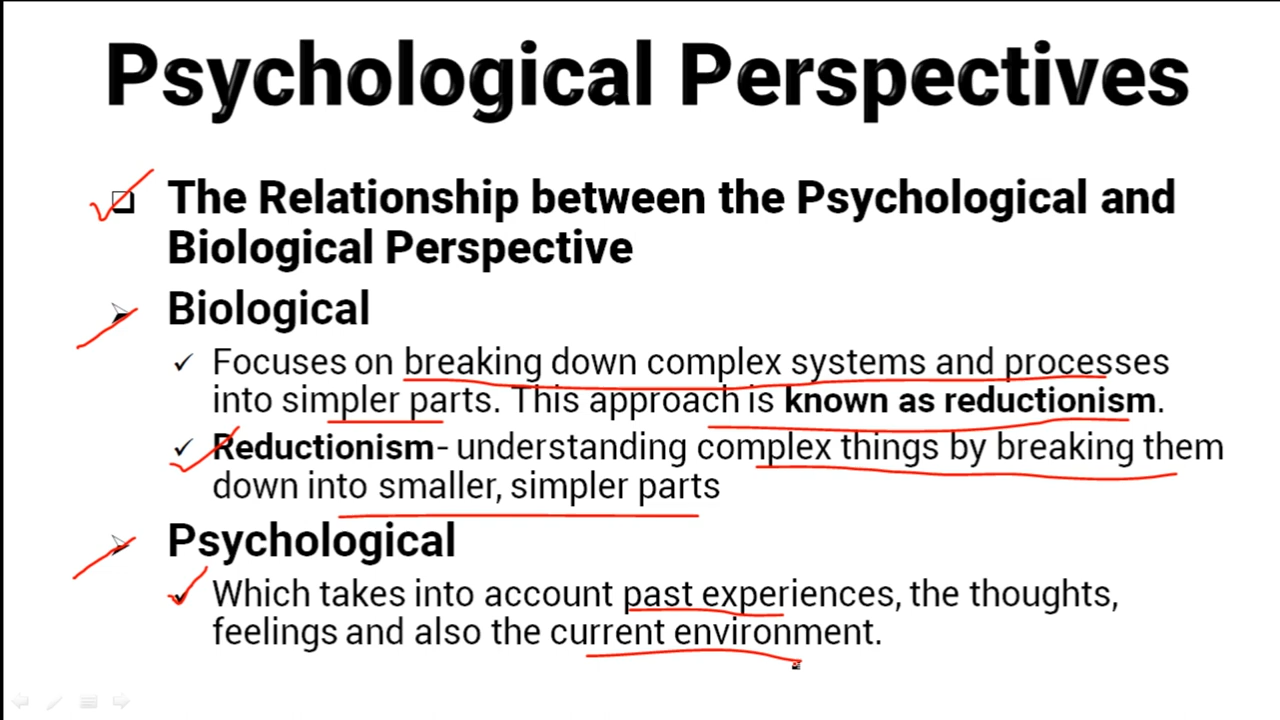 Psychological Perspectives
The Relationship between the Psychological and
Biological Perspective
Biological
Focuses on breaking down complex systems and processes
into simpler parts. This approach is known as reductionism.
Reductionism- understanding complex things by breaking them
down into smaller, simpler parts
Psychological
Which takes into account past experiences, the thoughts,
feelings and also the current environment.